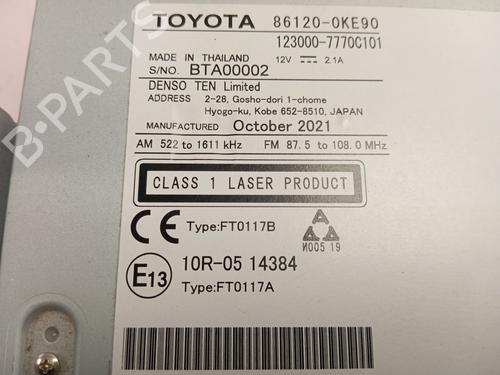 TOYOTA 86120-0KE90
123000-7770C101
MADE IN THAILAND 12V ⎓ 2.1A
S/NO. BTA00002
DENSO TEN Limited
ADDRESS 2-28, Gosho-dori 1-chome
Hyogo-ku, Kobe 652-8510, JAPAN
MANUFACTURED October 2021
AM 522 to 1611 kHz FM 87.5 to 108.0 MHz
CLASS 1 LASER PRODUCT
CE Type:FT0117B
И005 19
E13 10R-05 14384
Type:FT0117A
B-PARTS